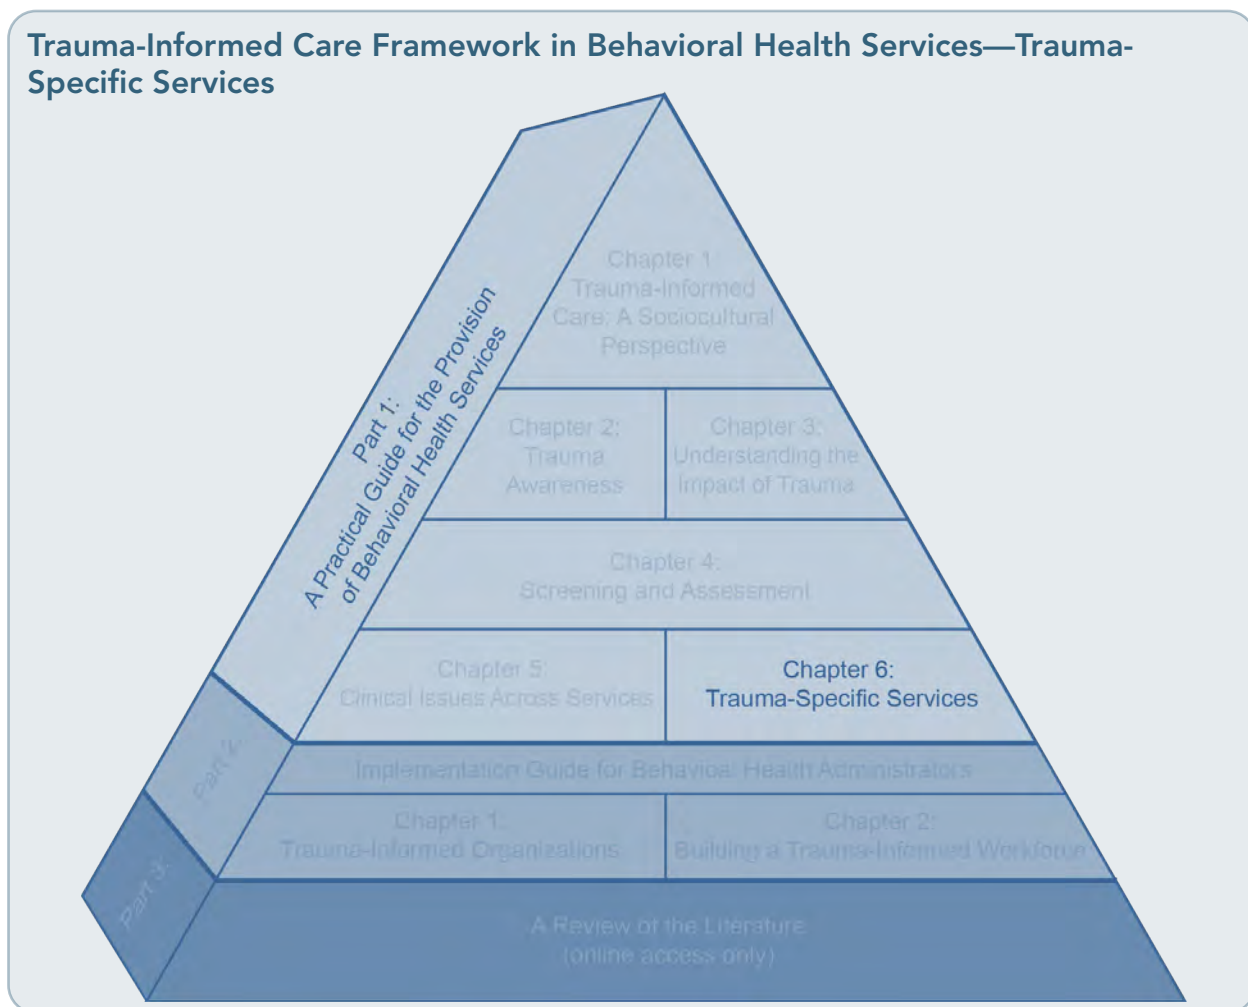 Trauma-Informed Care Framework in Behavioral Health Services—Trauma-
Specific Services
Part 1:
A Practical Guide for the Provision
of Behavioral Health Services
Chapter 1:
Trauma-Informed
Care: A Sociocultural
Perspective
Chapter 2:
Trauma
Awareness
Chapter 3:
Understanding the
Impact of Trauma
Chapter 4:
Screening and Assessment
Chapter 5:
Clinical Issues Across Services
Chapter 6:
Trauma-Specific Services
Part 2:
Implementation Guide for Behavioral Health Administrators
Chapter 1:
Trauma-Informed Organizations
Chapter 2:
Building a Trauma-Informed Workforce
Part 3:
A Review of the Literature
(online access only)